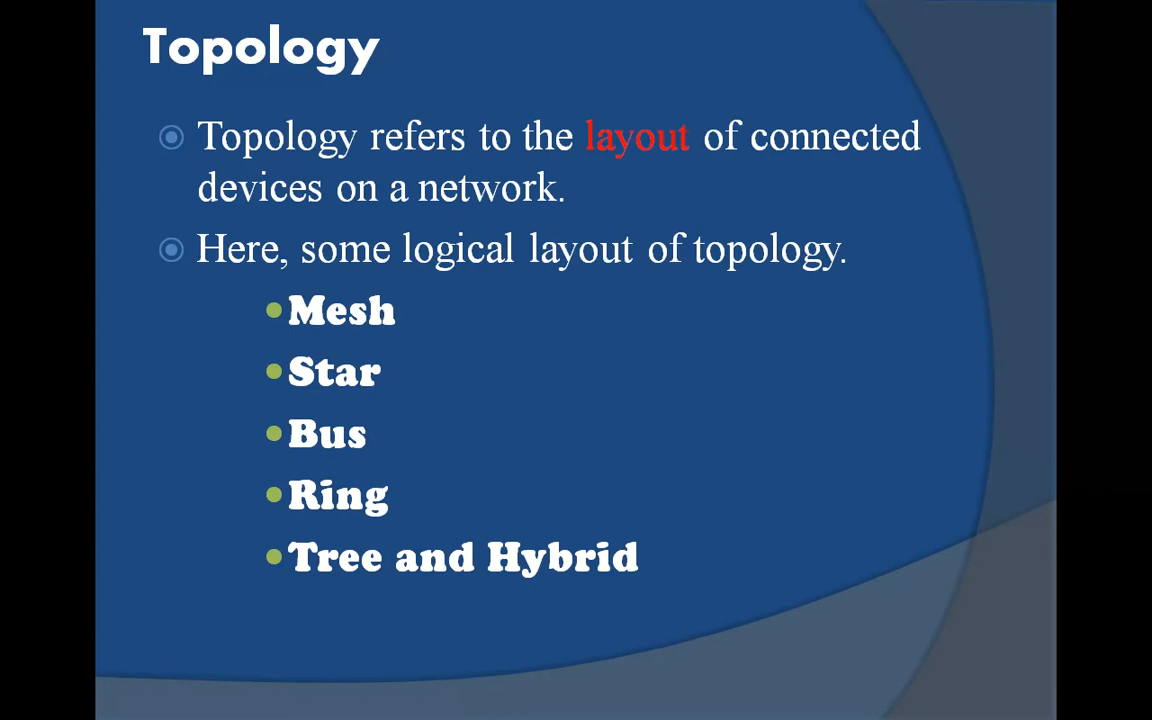 Topology
Topology refers to the layout of connected
devices on a network.
Here, some logical layout of topology.
Mesh
Star
Bus
Ring
Tree and Hybrid